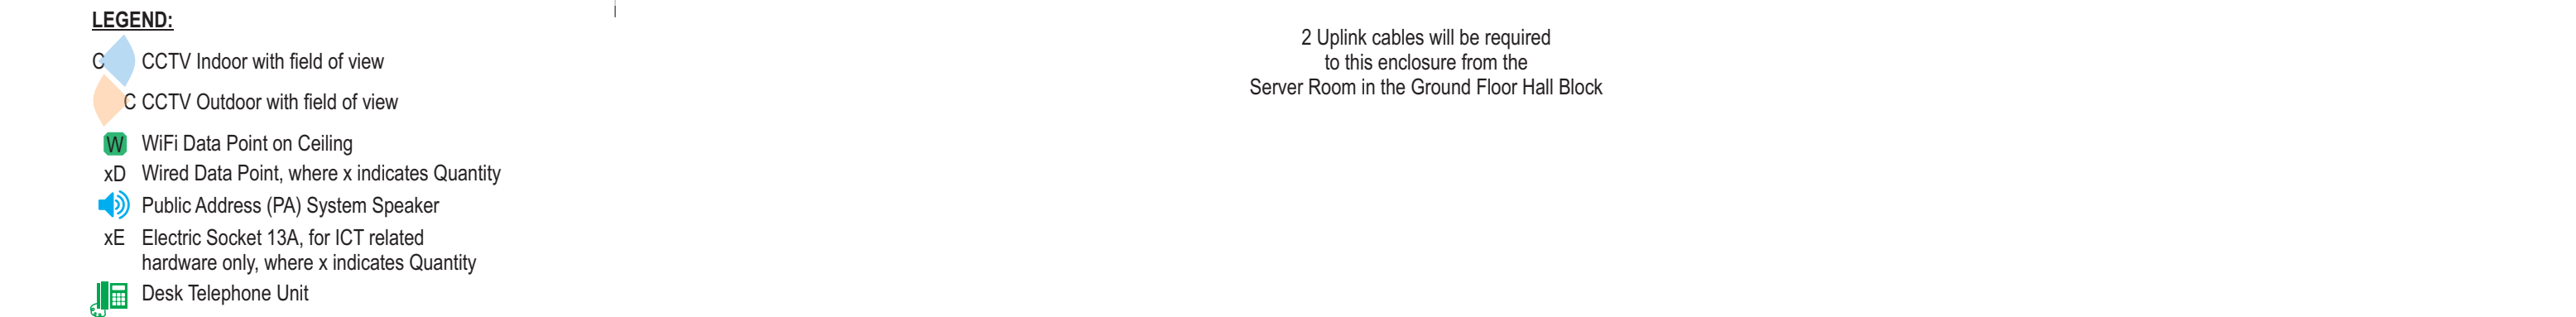 LEGEND:
C CCTV Indoor with field of view
C CCTV Outdoor with field of view
W WiFi Data Point on Ceiling
xD Wired Data Point, where x indicates Quantity
Public Address (PA) System Speaker
xE Electric Socket 13A, for ICT related
hardware only, where x indicates Quantity
Desk Telephone Unit
2 Uplink cables will be required
to this enclosure from the
Server Room in the Ground Floor Hall Block